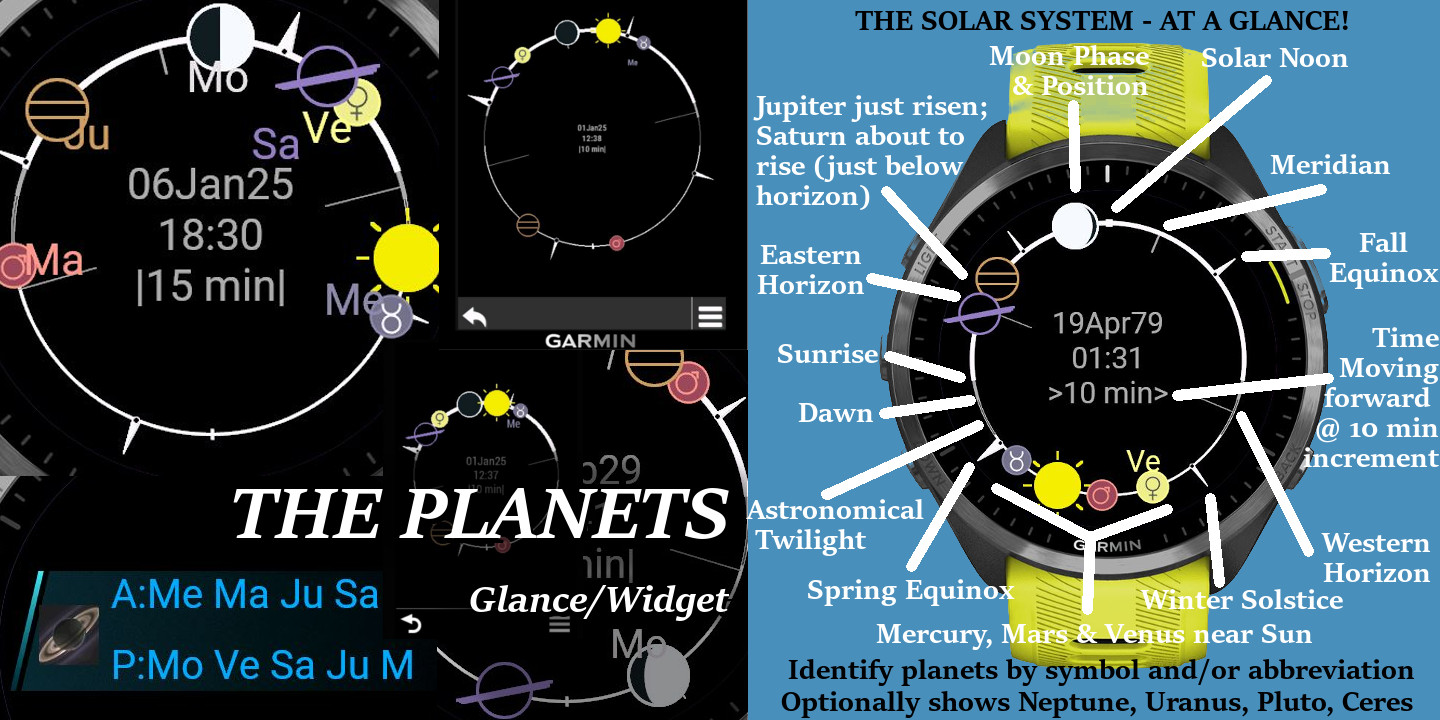 Mo
Ju
Sa
Ve
06Jan25
18:30
|15 min|
Ma
Me
Me
01Jan25
12:38
|10 min|
GARMIN
Me
01Jan25
12:37
10 min|
29
in|
THE PLANETS
Glance/Widget
A:Me Ma Ju Sa
P:Mo Ve Sa Ju M
Mo
THE SOLAR SYSTEM - AT A GLANCE!
Moon Phase
& Position
Solar Noon
Jupiter just risen;
Saturn about to
rise (just below
horizon)
Meridian
Eastern
Horizon
Fall
Equinox
START
STOP
19Apr79
01:31
>10 min>
Sunrise
Time
Moving
forward
@ 10 min
increment
Dawn
Ve
Astronomical
Twilight
GARMIN
Western
Horizon
Spring Equinox
Winter Solstice
Mercury, Mars & Venus near Sun
Identify planets by symbol and/or abbreviation
Optionally shows Neptune, Uranus, Pluto, Ceres